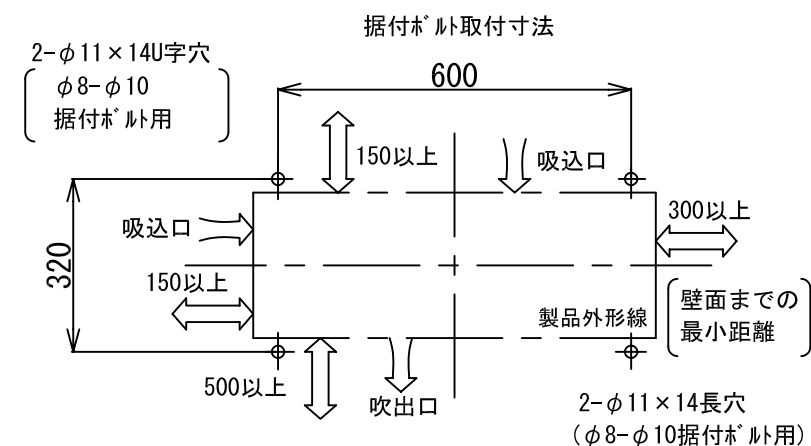 据付ボルト取付寸法
2-φ11×14U字穴
φ8-φ10
据付ボルト用
600
150以上
吸込口
320
吸込口
300以上
150以上
壁面までの
最小距離
製品外形線
500以上
吹出口
2-φ11×14長穴
(φ8-φ10据付ボルト用)